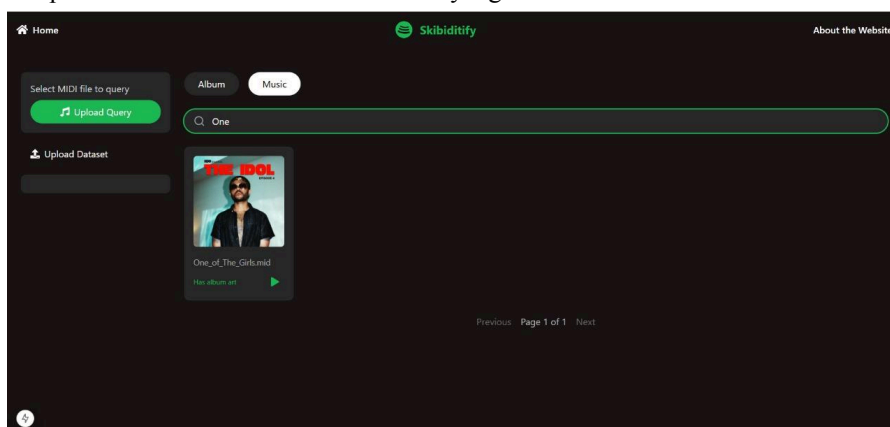 Home
Skibiditify
About the Website
Select MIDI file to query
Upload Query
Album
Music
One
Upload Dataset
THE IDOL
One_of_The_Girls.mid
Has album art
Previous Page 1 of 1 Next